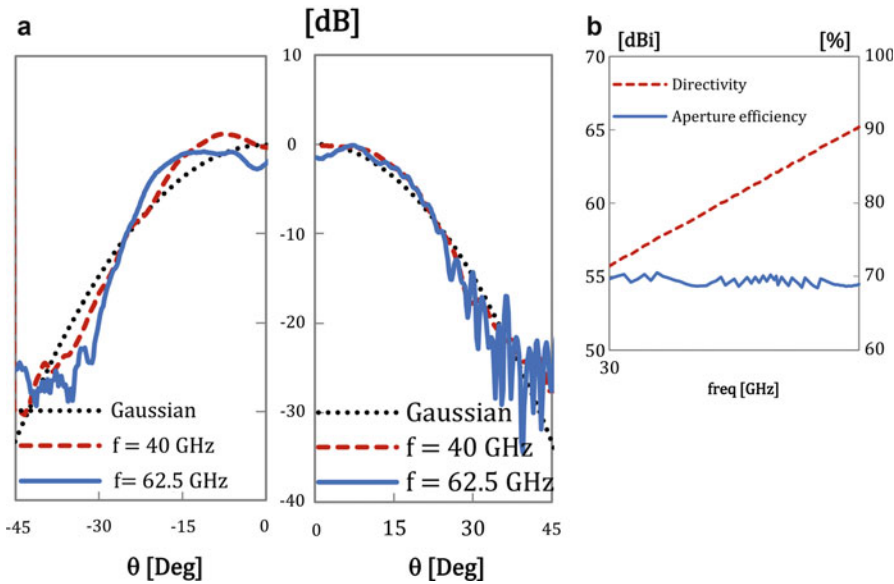 a
[dB]
10
0
-10
-20
-30
-40
Gaussian
f = 40 GHz
f= 62.5 GHz
-45
-30
-15
0
θ [Deg]
Gaussian
f = 40 GHz
f = 62.5 GHz
0
15
30
45
θ [Deg]
b
[dBi]
[%]
70
65
60
55
50
100
90
80
70
60
Directivity
Aperture efficiency
30
freq [GHz]